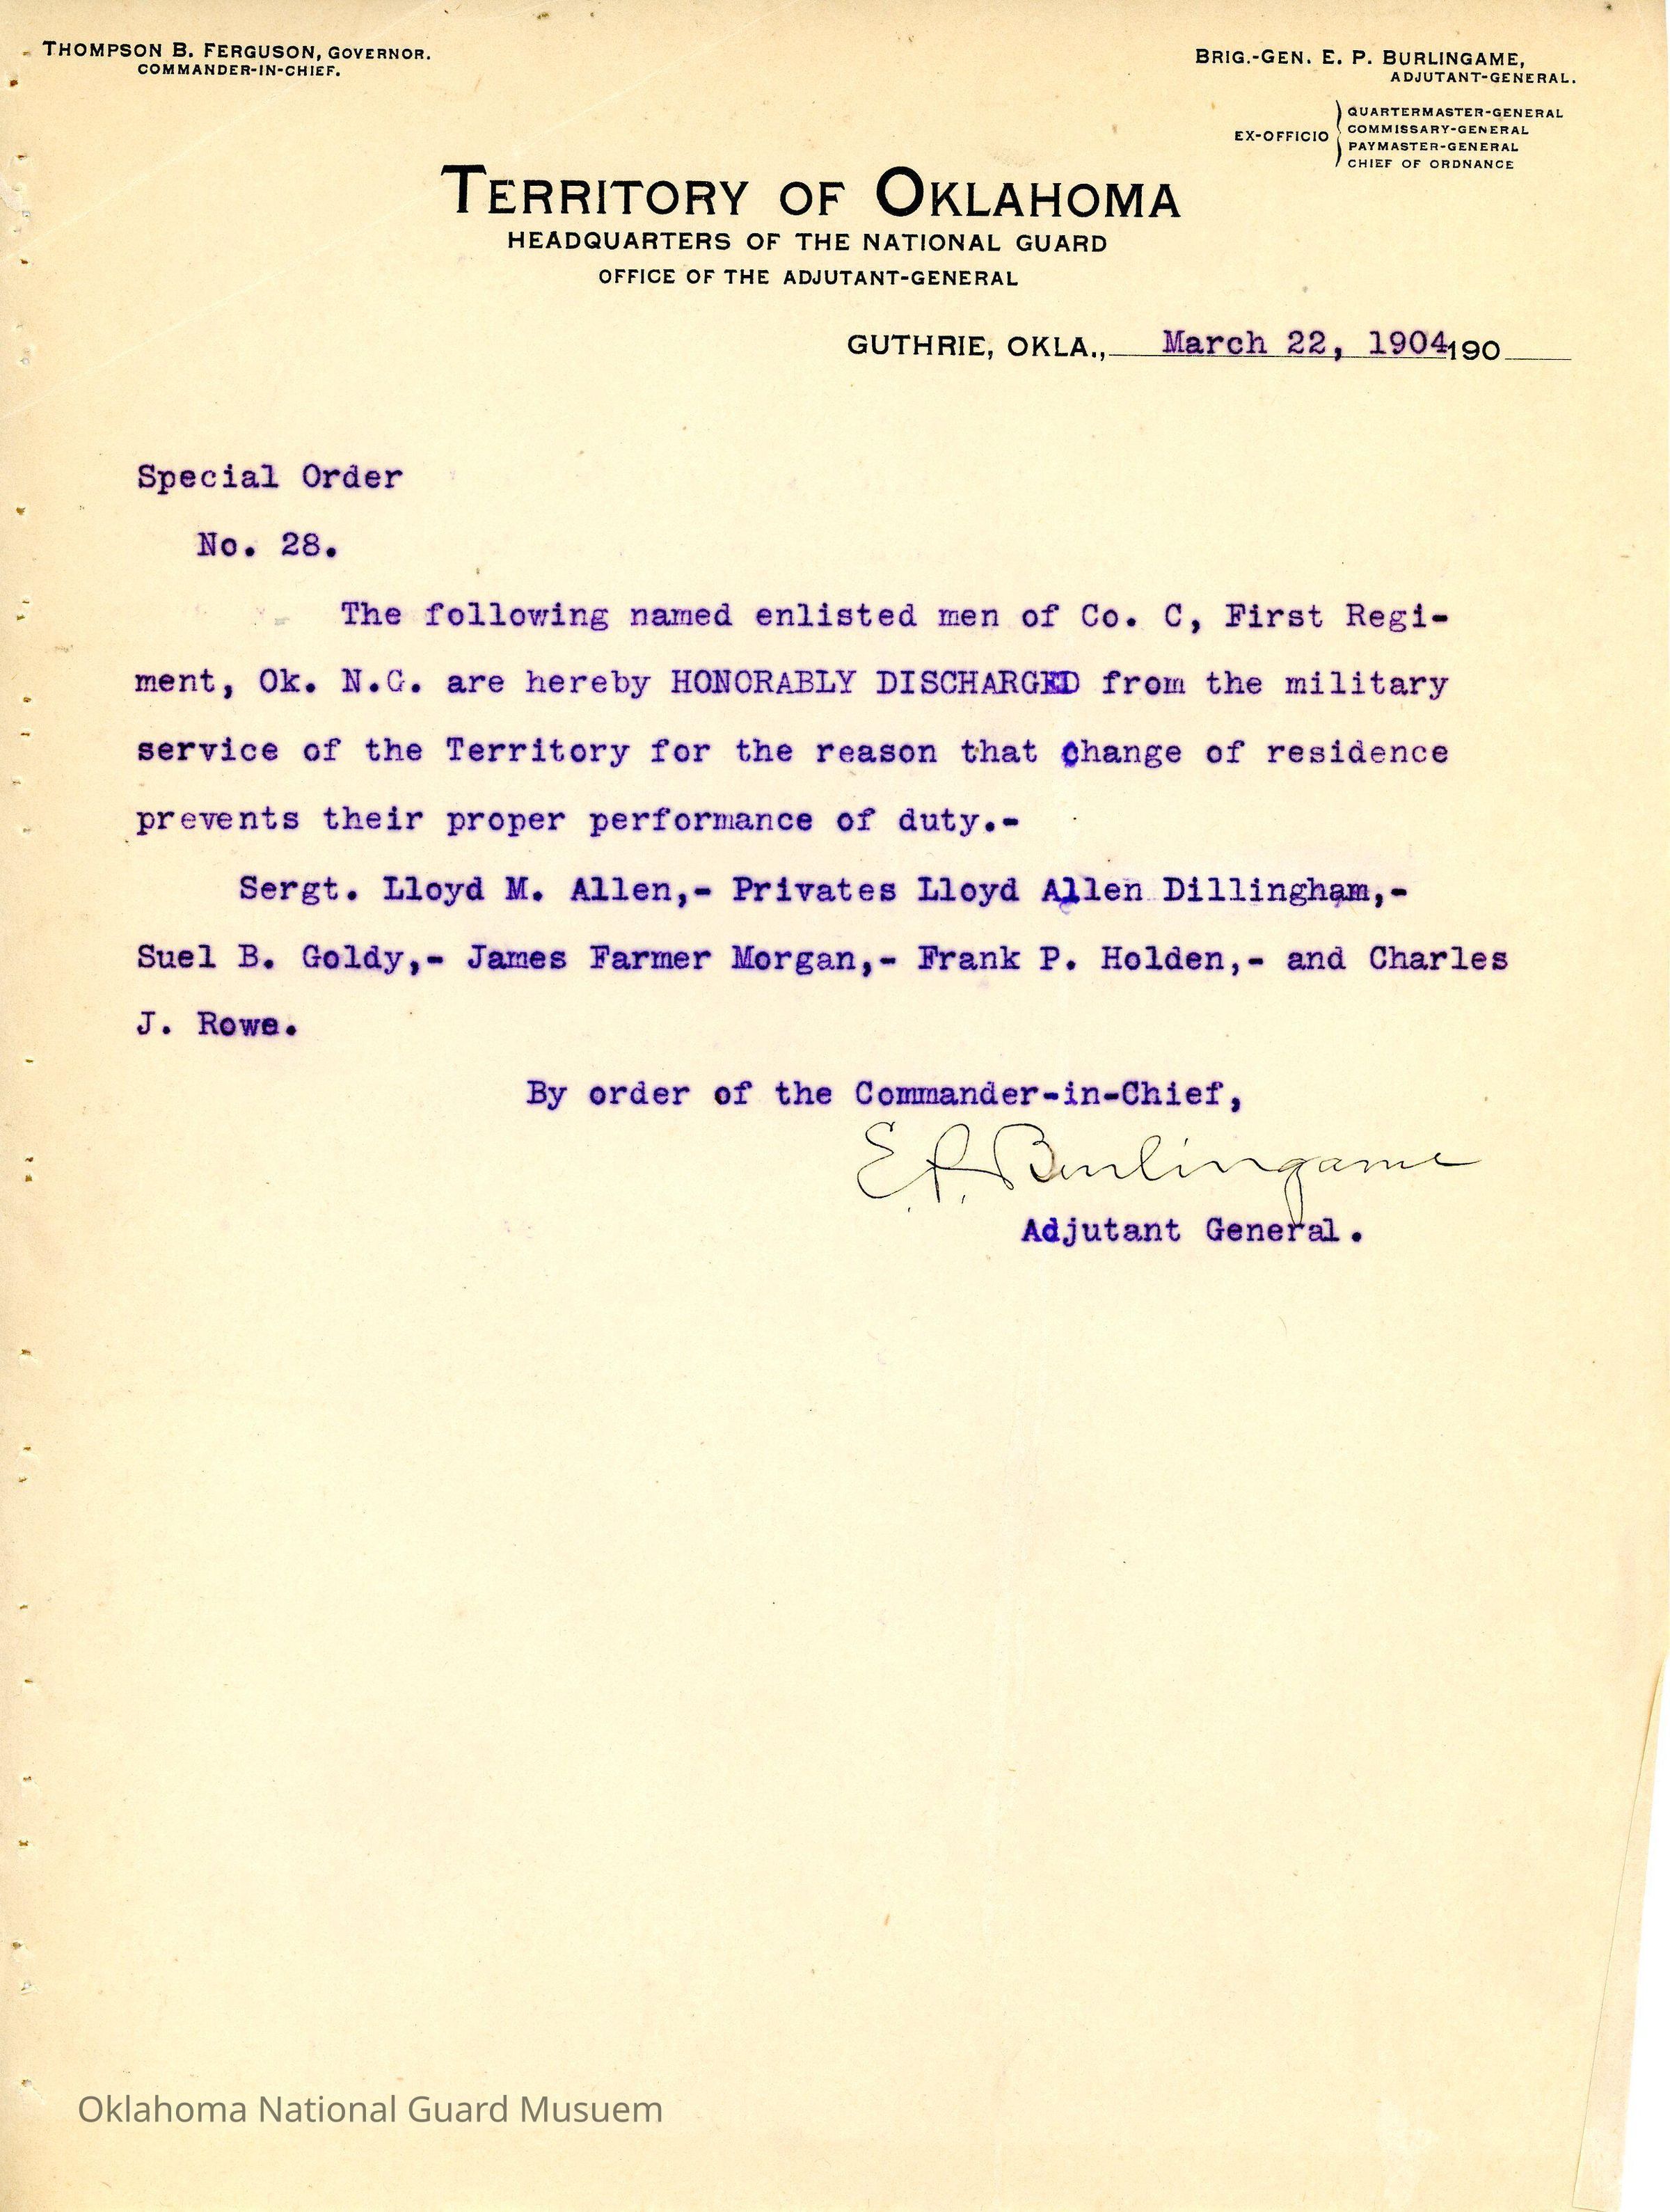 THOMPSON B. FERGUSON, GOVERNOR.
COMMANDER-IN-CHIEF.
BRIG.-GEN. E. P. BURLINGAME,
ADJUTANT-GENERAL.
EX-OFFICIO
QUARTERMASTER-GENERAL
COMMISSARY-GENERAL
PAYMASTER-GENERAL
CHIEF OF ORDNANCE
TERRITORY OF OKLAHOMA
HEADQUARTERS OF THE NATIONAL GUARD
OFFICE OF THE ADJUTANT-GENERAL
GUTHRIE, OKLA., March 22, 1904 190
Special Order
No. 28.
The following named enlisted men of Co. C, First Regi-
ment, Ok. N.G. are hereby HONORABLY DISCHARGED from the military
service of the Territory for the reason that change of residence
prevents their proper performance of duty.-
Sergt. Lloyd M. Allen,- Privates Lloyd Allen Dillingham,-
Suel B. Goldy,- James Farmer Morgan,- Frank P. Holden,- and Charles
J. Rowe.
By order of the Commander-in-Chief,
E. P. Burlingame
Adjutant General.
Oklahoma National Guard Musuem